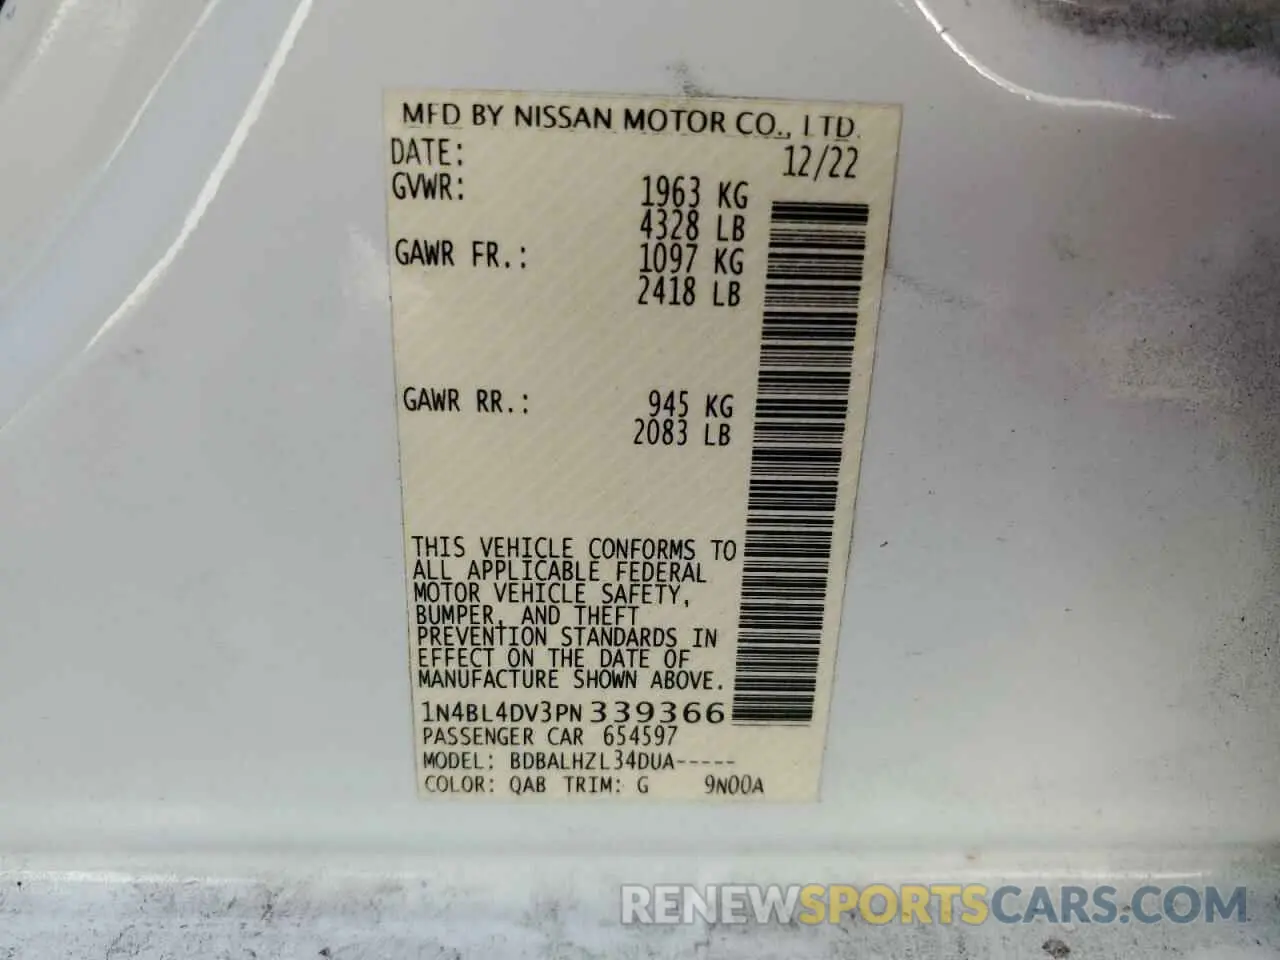 MFD BY NISSAN MOTOR CO., LTD.
DATE: 12/22
GVWR: 1963 KG
4328 LB
GAWR FR.: 1097 KG
2418 LB
GAWR RR.: 945 KG
2083 LB
THIS VEHICLE CONFORMS TO
ALL APPLICABLE FEDERAL
MOTOR VEHICLE SAFETY,
BUMPER, AND THEFT
PREVENTION STANDARDS IN
EFFECT ON THE DATE OF
MANUFACTURE SHOWN ABOVE.
1N4BL4DV3PN339366
PASSENGER CAR 654597
MODEL: BDBALHZL34DUA-----
COLOR: QAB TRIM: G 9N00A
RENEWSPORTSCARS.COM